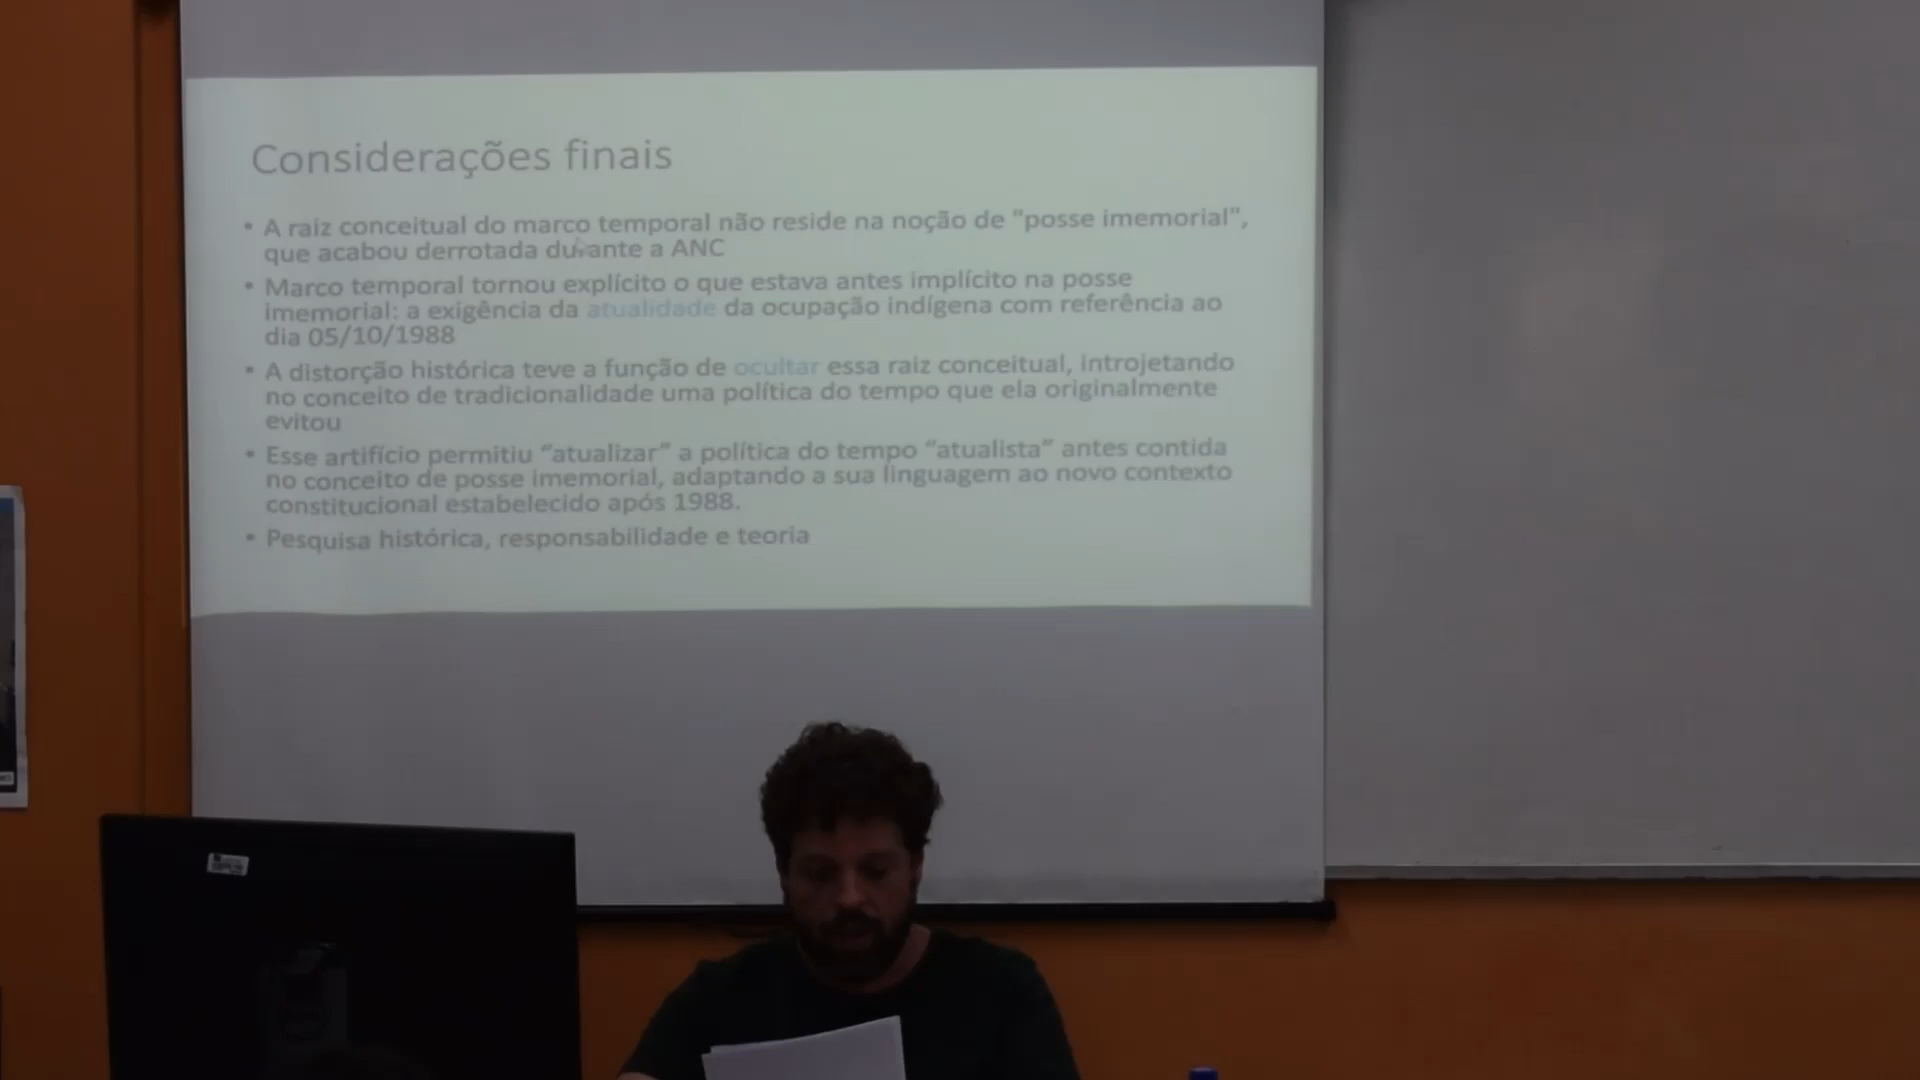 Considerações finais
• A raiz conceitual do marco temporal não reside na noção de "posse imemorial",
que acabou derrotada durante a ANC
• Marco temporal tornou explícito o que estava antes implícito na posse
imemorial: a exigência da atualidade da ocupação indígena com referência ao
dia 05/10/1988
• A distorção histórica teve a função de ocultar essa raiz conceitual, introjetando
no conceito de tradicionalidade uma política do tempo que ela originalmente
evitou
• Esse artifício permitiu “atualizar” a política do tempo “atualista” antes contida
no conceito de posse imemorial, adaptando a sua linguagem ao novo contexto
constitucional estabelecido após 1988.
• Pesquisa histórica, responsabilidade e teoria